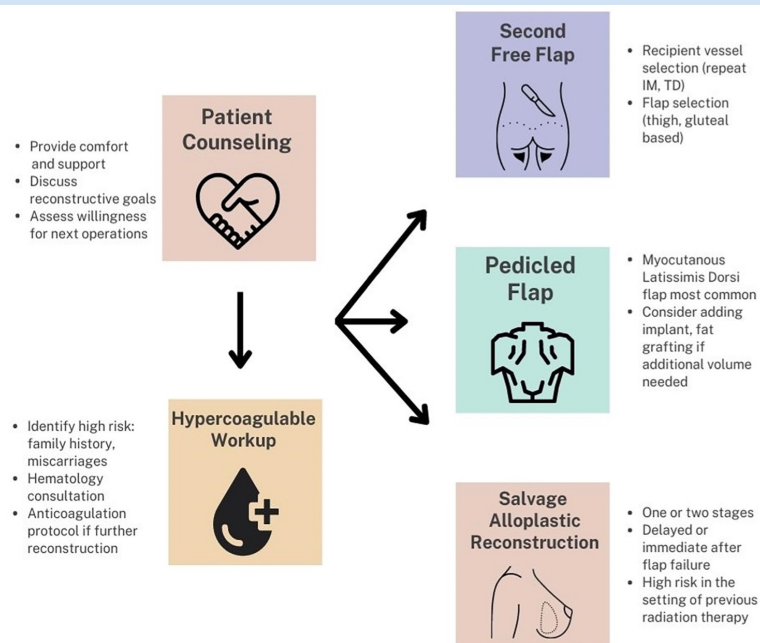 Patient
Counseling
• Provide comfort
and support
• Discuss
reconstructive goals
• Assess willingness
for next operations
Hypercoagulable
Workup
• Identify high risk:
family history,
miscarriages
• Hematology
consultation
• Anticoagulation
protocol if further
reconstruction
Second
Free Flap
• Recipient vessel
selection (repeat
IM, TD)
• Flap selection
(thigh, gluteal
based)
Pedicled
Flap
• Myocutanous
Latissimis Dorsi
flap most common
• Consider adding
implant, fat
grafting if
additional volume
needed
Salvage
Alloplastic
Reconstruction
• One or two stages
• Delayed or
immediate after
flap failure
• High risk in the
setting of previous
radiation therapy